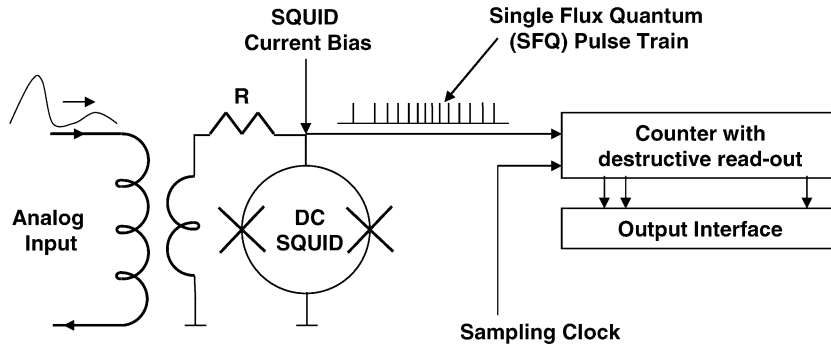 SQUID
Current Bias
Single Flux Quantum
(SFQ) Pulse Train
R
Counter with
destructive read-out
Analog
Input
DC
SQUID
Output Interface
Sampling Clock